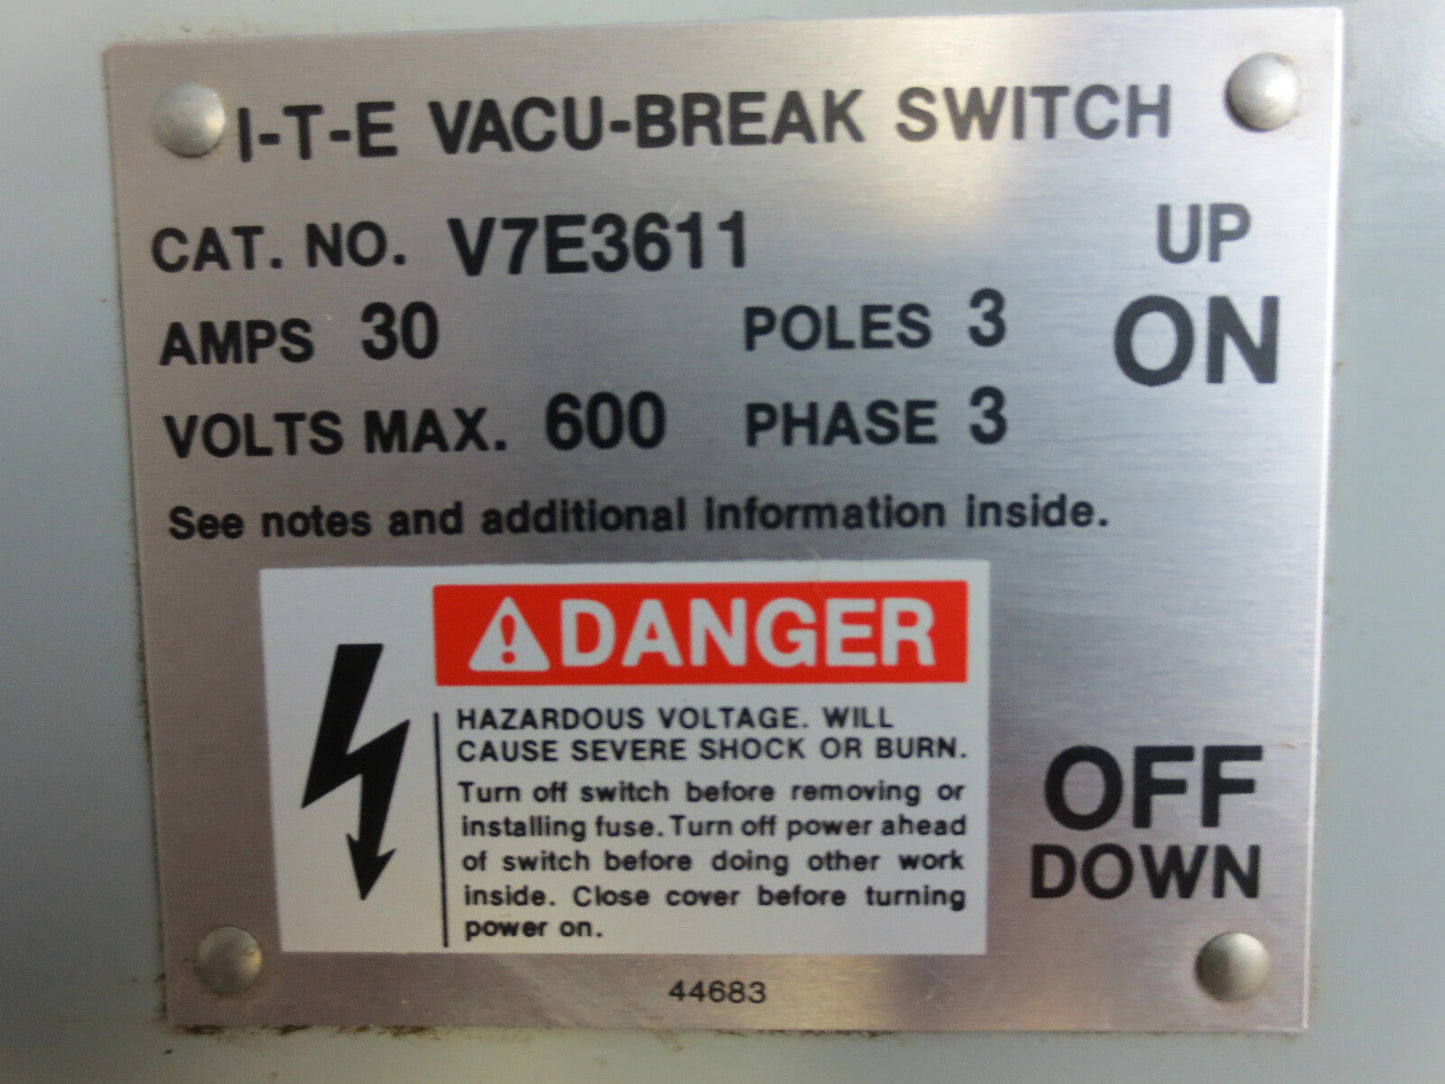 I-T-E VACU-BREAK SWITCH
CAT. NO. V7E3611
UP
AMPS 30 POLES 3
ON
VOLTS MAX. 600 PHASE 3
See notes and additional information inside.
DANGER
HAZARDOUS VOLTAGE. WILL
CAUSE SEVERE SHOCK OR BURN.
Turn off switch before removing or
installing fuse. Turn off power ahead
of switch before doing other work
inside. Close cover before turning
power on.
OFF
DOWN
44683